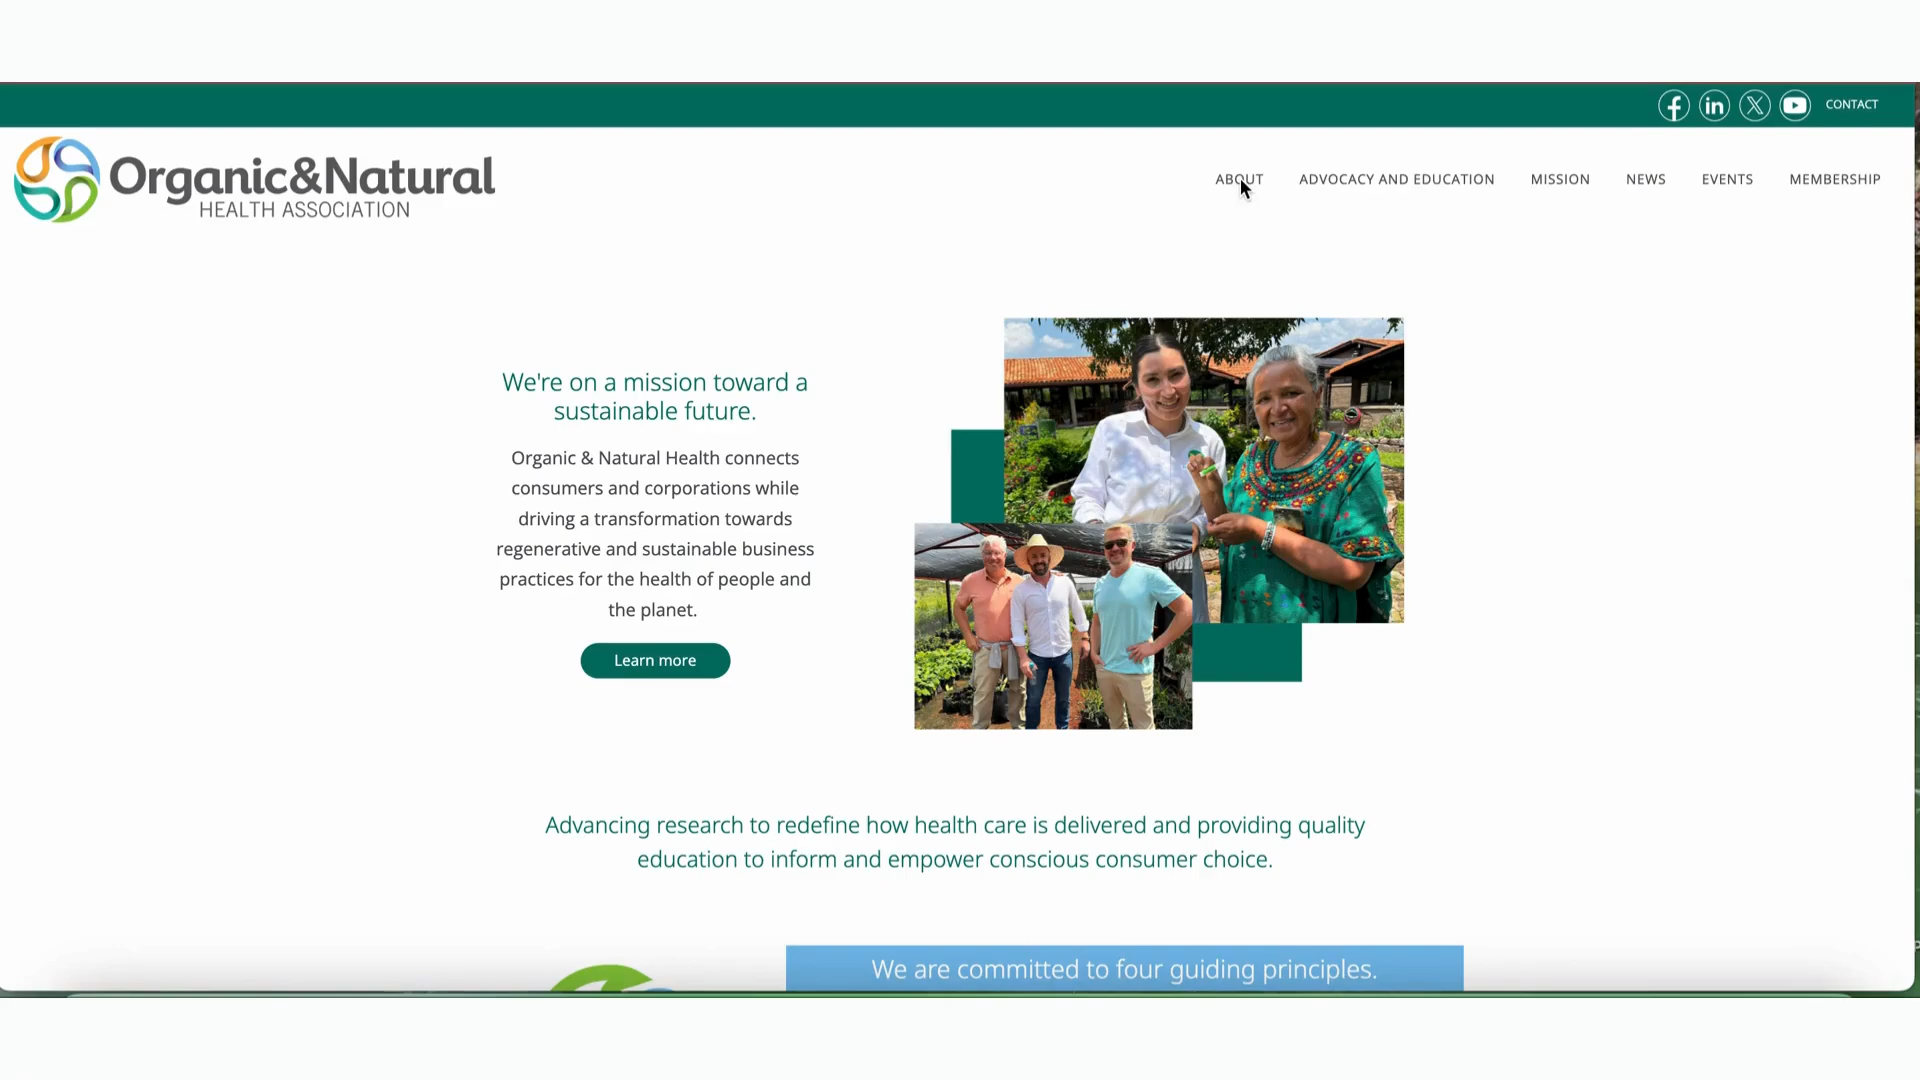 CONTACT
Organic&Natural
HEALTH ASSOCIATION
ABOUT ADVOCACY AND EDUCATION MISSION NEWS EVENTS MEMBERSHIP
We're on a mission toward a
sustainable future.
Organic & Natural Health connects
consumers and corporations while
driving a transformation towards
regenerative and sustainable business
practices for the health of people and
the planet.
Learn more
Advancing research to redefine how health care is delivered and providing quality
education to inform and empower conscious consumer choice.
We are committed to four guiding principles.